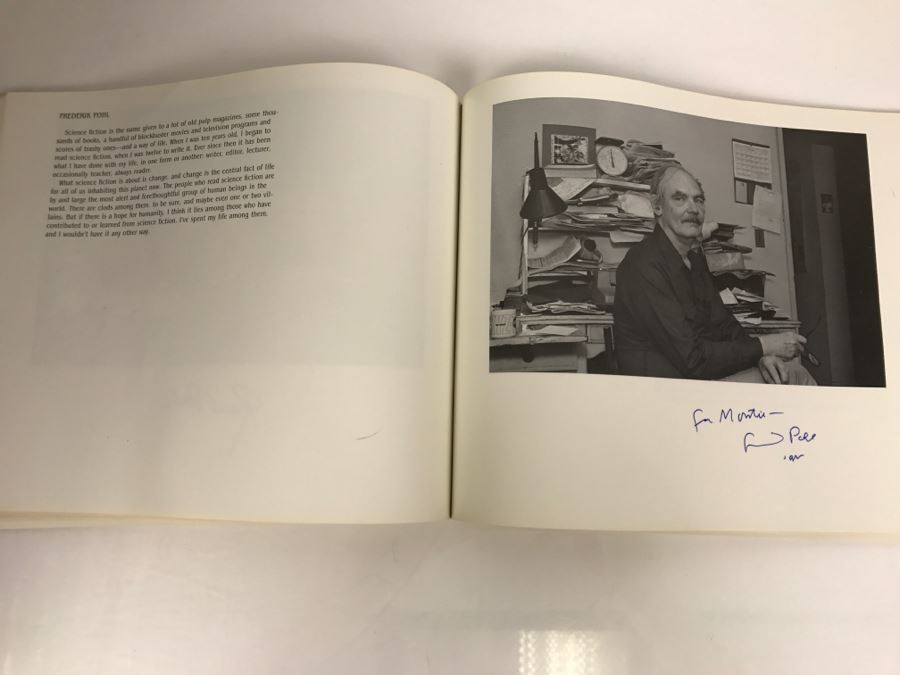 FREDERIK POHL
Science fiction is the name given to a lot of old pulp magazines, some thou-
sands of books, a handful of blockbuster movies and television programs and
scores of trashy ones—and a way of life. When I was ten years old, I began to
read science fiction, when I was twelve to write it. Ever since then it has been
what I have done with my life, in one form or another: writer, editor, lecturer,
occasionally teacher, always reader.
What science fiction is about is change, and change is the central fact of life
for all of us inhabiting this planet now. The people who read science fiction are
by and large the most alert and forethoughtful group of human beings in the
world. There are clods among them, to be sure, and maybe even one or two vil-
lains. But if there is a hope for humanity, I think it lies among those who have
contributed to or learned from science fiction. I've spent my life among them,
and I wouldn't have it any other way.
for
Pohl